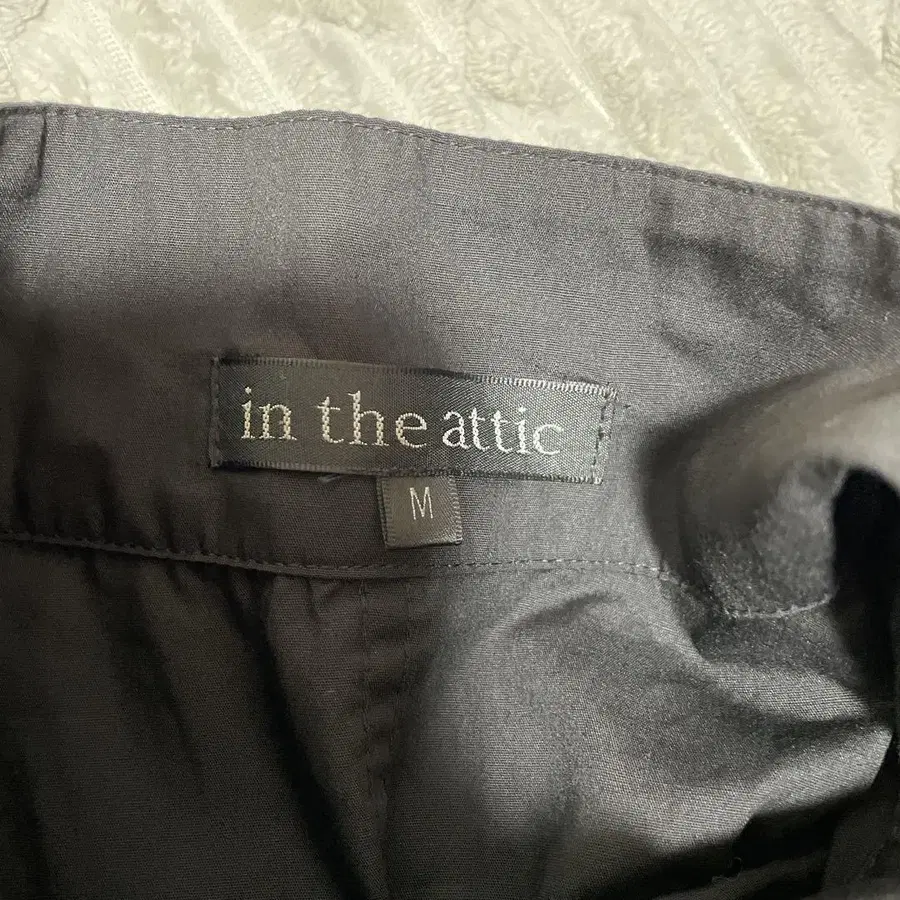 in the attic
M